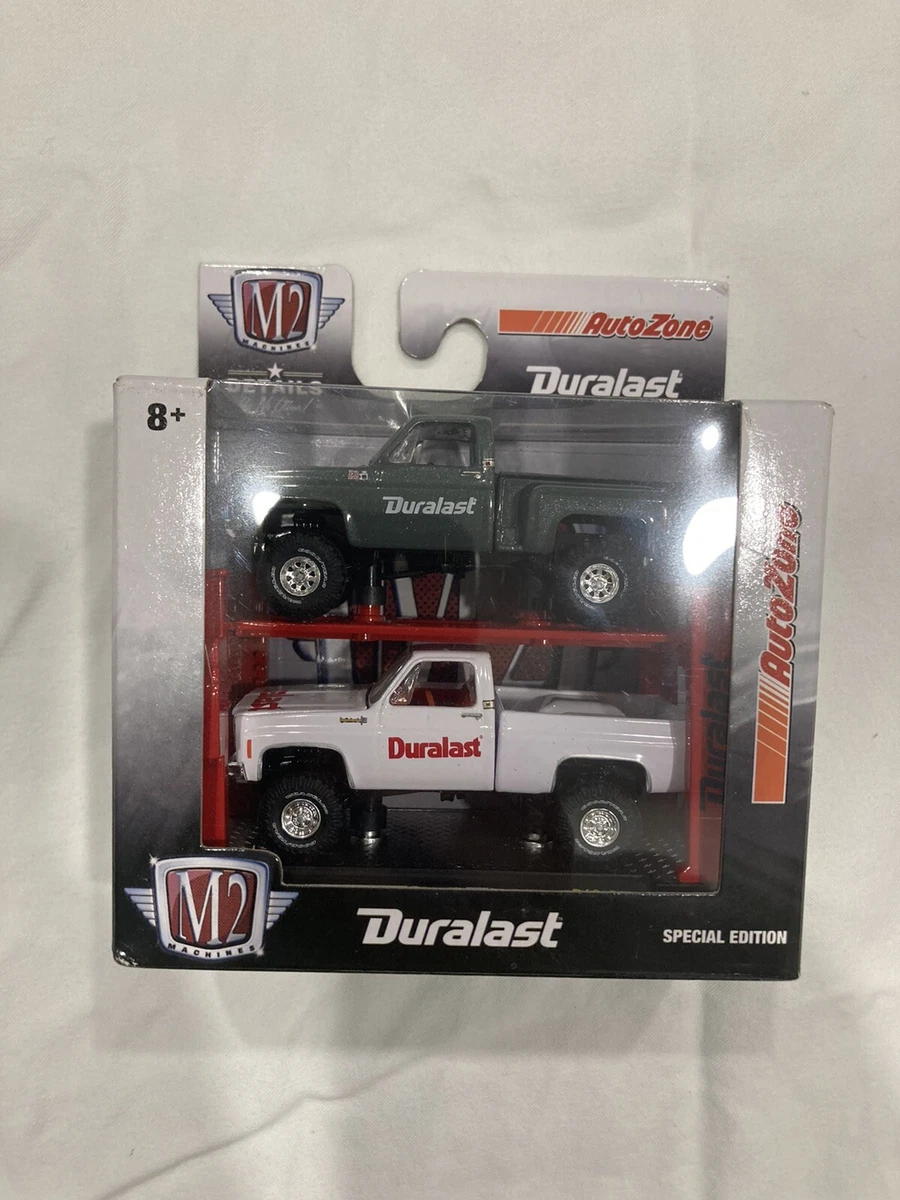 M2
MACHINES
AutoZone
DETAILS
Duralast
8+
Duralast
AutoZone
Duralast
Duralast
M2
MACHINES
Duralast
SPECIAL EDITION